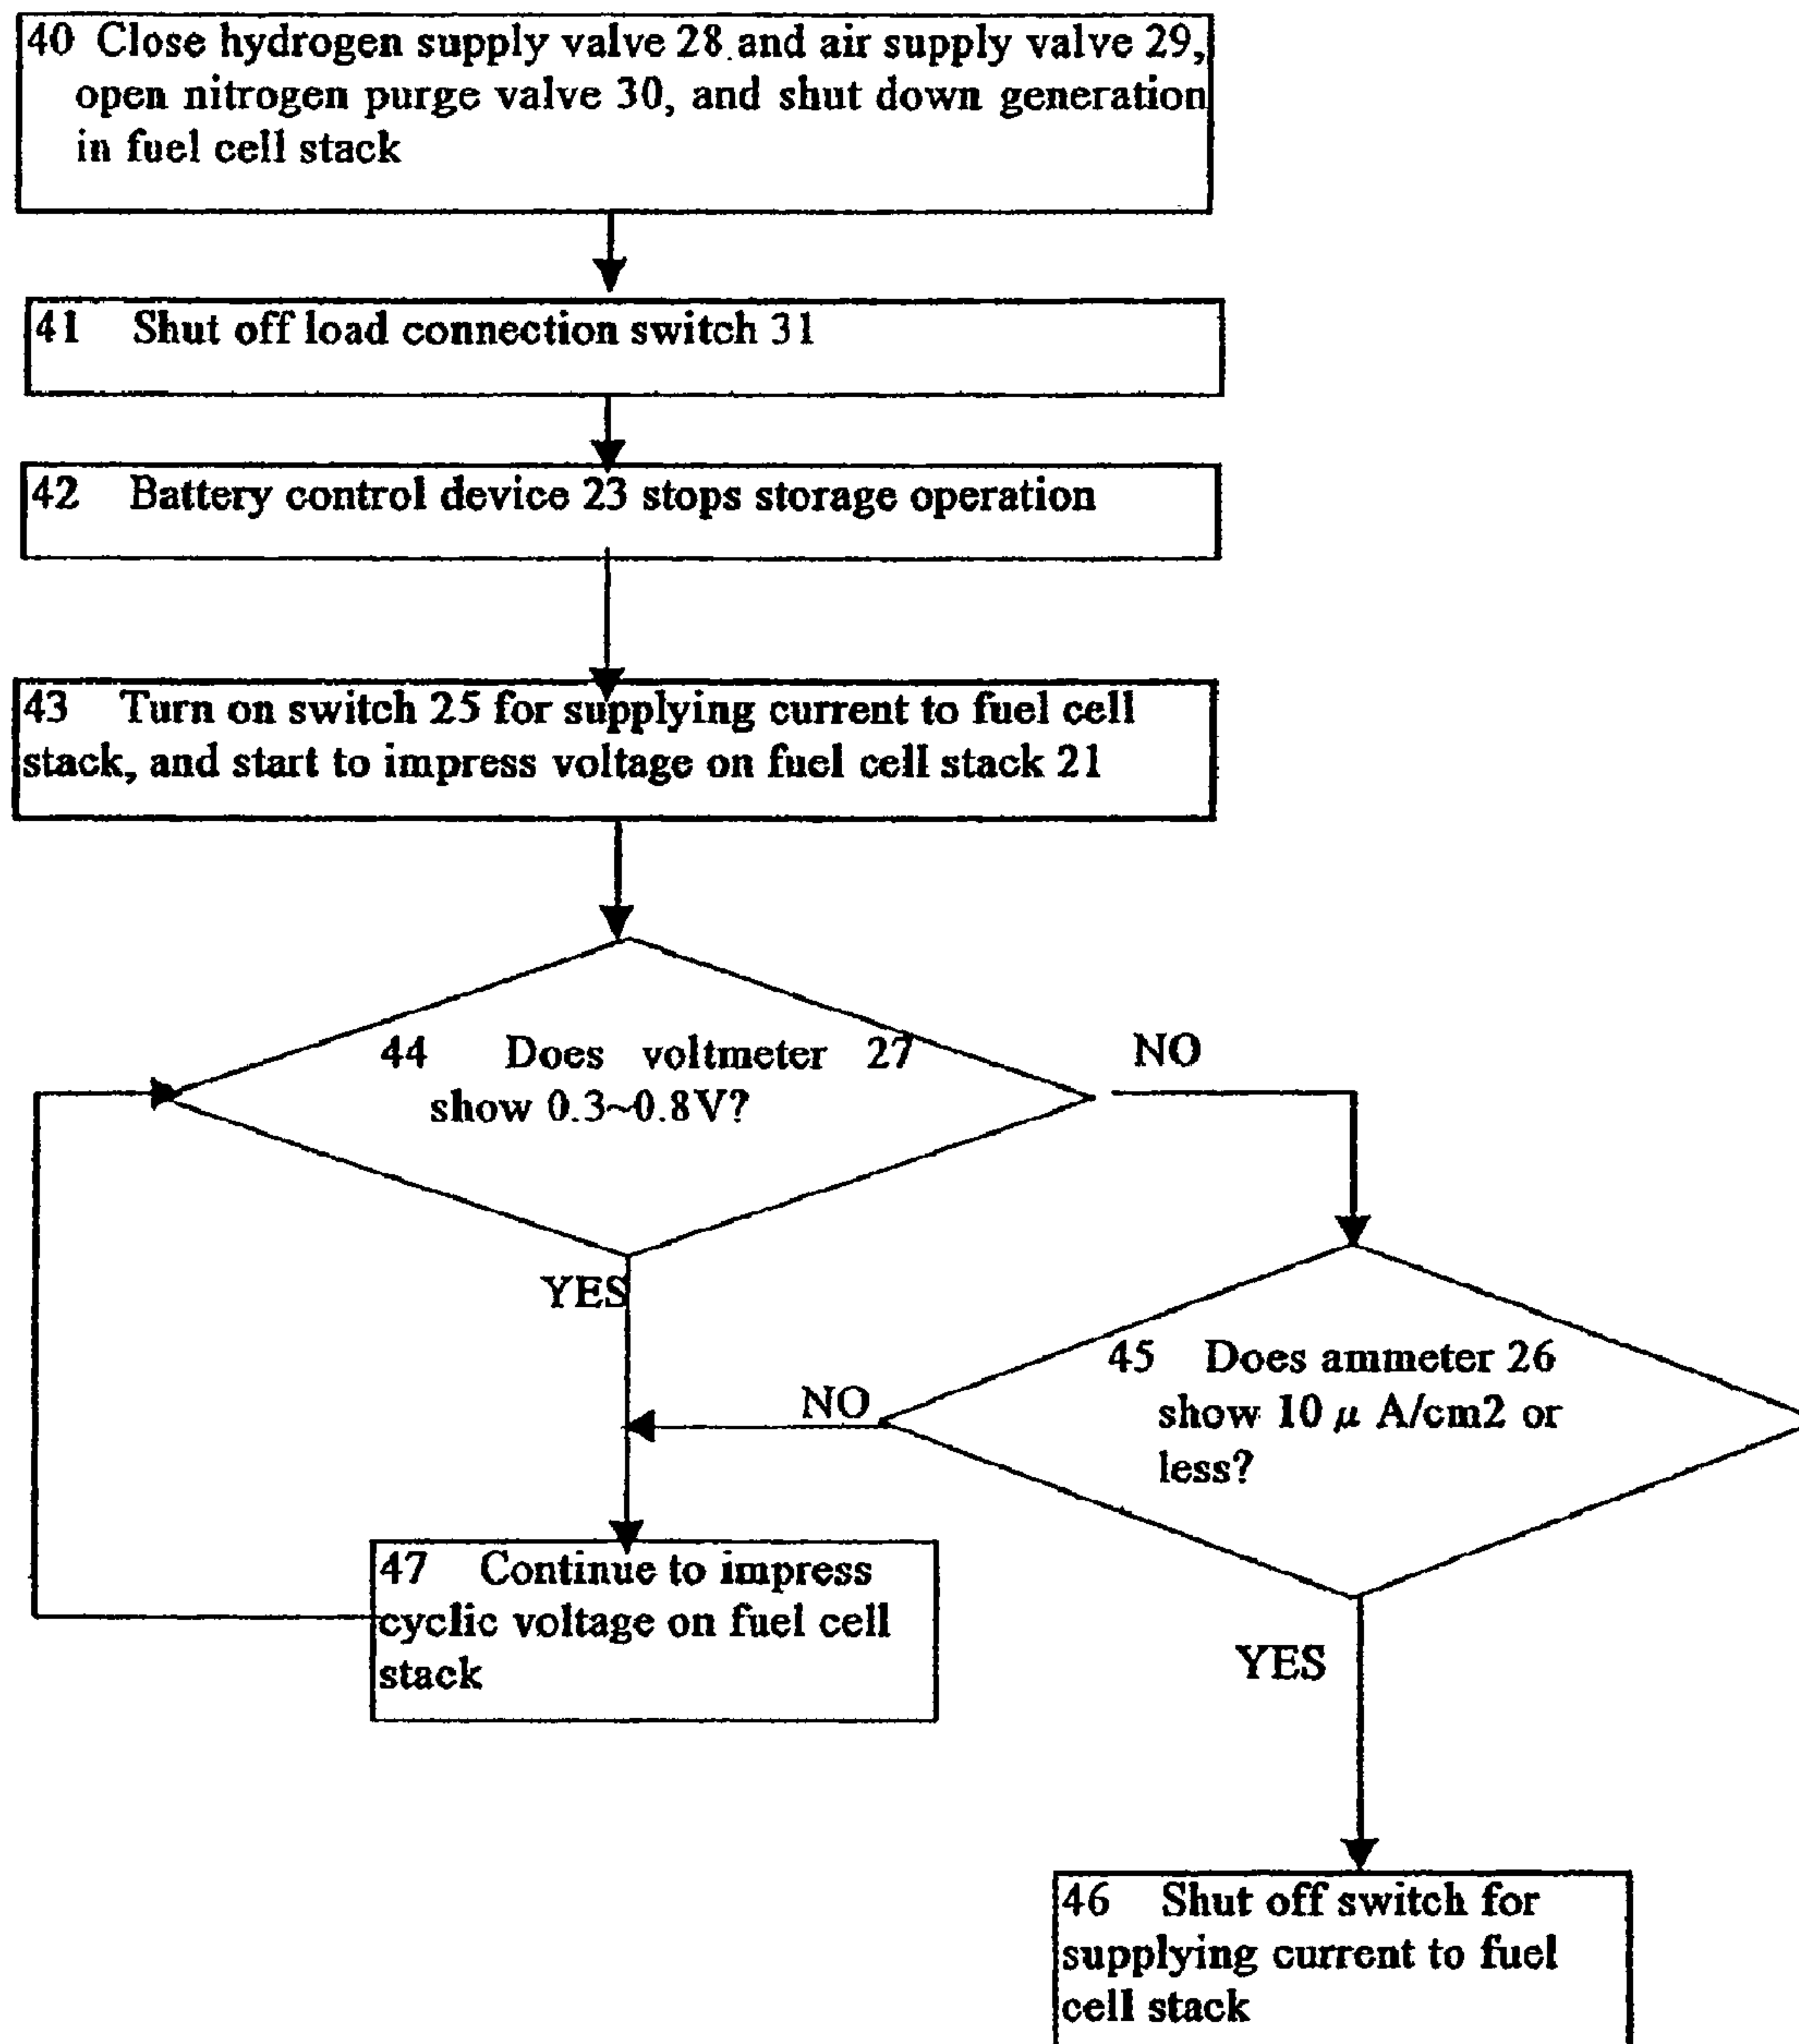 40 Close hydrogen supply valve 28 and air supply valve 29,
open nitrogen purge valve 30, and shut down generation
in fuel cell stack
41 Shut off load connection switch 31
42 Battery control device 23 stops storage operation
43 Turn on switch 25 for supplying current to fuel cell
stack, and start to impress voltage on fuel cell stack 21
44 Does voltmeter 27
show 0.3~0.8V?
NO
YES
45 Does ammeter 26
show 10 μ A/cm2 or
less?
NO
YES
47 Continue to impress
cyclic voltage on fuel cell
stack
46 Shut off switch for
supplying current to fuel
cell stack